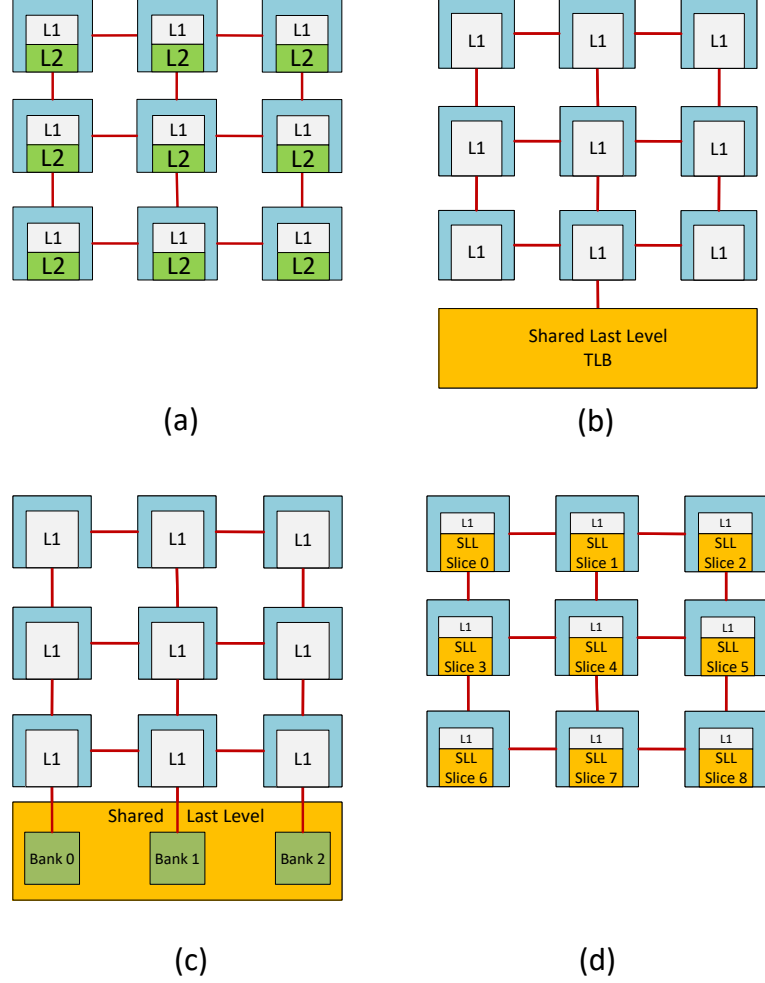 L1 L1 L1
L2 L2 L2
L1 L1 L1
L2 L2 L2
L1 L1 L1
L2 L2 L2
(a)
L1 L1 L1
L1 L1 L1
L1 L1 L1
Shared Last Level
TLB
(b)
L1 L1 L1
L1 L1 L1
L1 L1 L1
Shared Last Level
Bank 0 Bank 1 Bank 2
(c)
L1 L1 L1
SLL SLL SLL
Slice 0 Slice 1 Slice 2
L1 L1 L1
SLL SLL SLL
Slice 3 Slice 4 Slice 5
L1 L1 L1
SLL SLL SLL
Slice 6 Slice 7 Slice 8
(d)